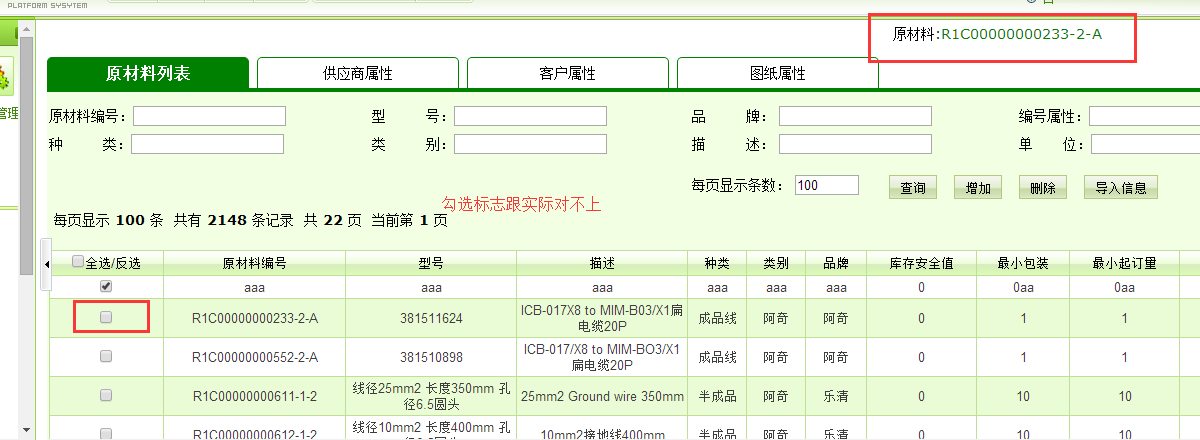 PLATFORM SYSYTEM
原材料:R1C00000000233-2-A
管理
原材料列表 供应商属性 客户属性 图纸属性
原材料编号: 型 号: 品 牌: 编号属性:
种 类: 类 别: 描 述: 单 位:
每页显示条数: 100 查询 增加 删除 导入信息
勾选标志跟实际对不上
每页显示 100 条 共有 2148 条记录 共 22 页 当前第 1 页
全选/反选 原材料编号 型号 描述 种类 类别 品牌 库存安全值 最小包装 最小起订量
aaa aaa aaa aaa aaa aaa 0 0aa 0aa
R1C00000000233-2-A 381511624 ICB-017X8 to MIM-B03/X1扁
电缆20P 成品线 阿奇 阿奇 0 1 1
R1C00000000552-2-A 381510898 ICB-017/X8 to MIM-BO3/X1
扁电缆20P 成品线 阿奇 阿奇 0 1 1
R1C00000000611-1-2 线径25mm2 长度350mm 孔
径6.5圆头 25mm2 Ground wire 350mm 半成品 阿奇 乐清 0 10 10
R1C00000000612-1-2 线径10mm2 长度400mm 孔 10mm2接地线400mm 半成品 阿奇 乐清 0 10 10